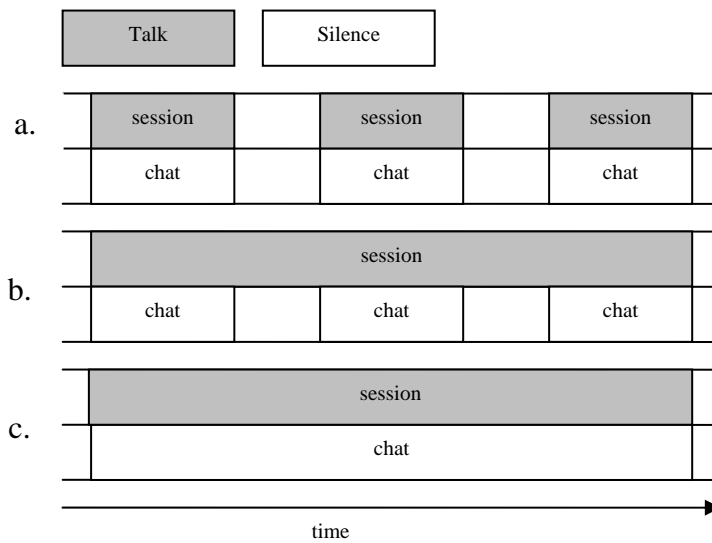 Talk Silence
a. session session session
chat chat chat
session
b. chat chat chat
session
c. chat
time